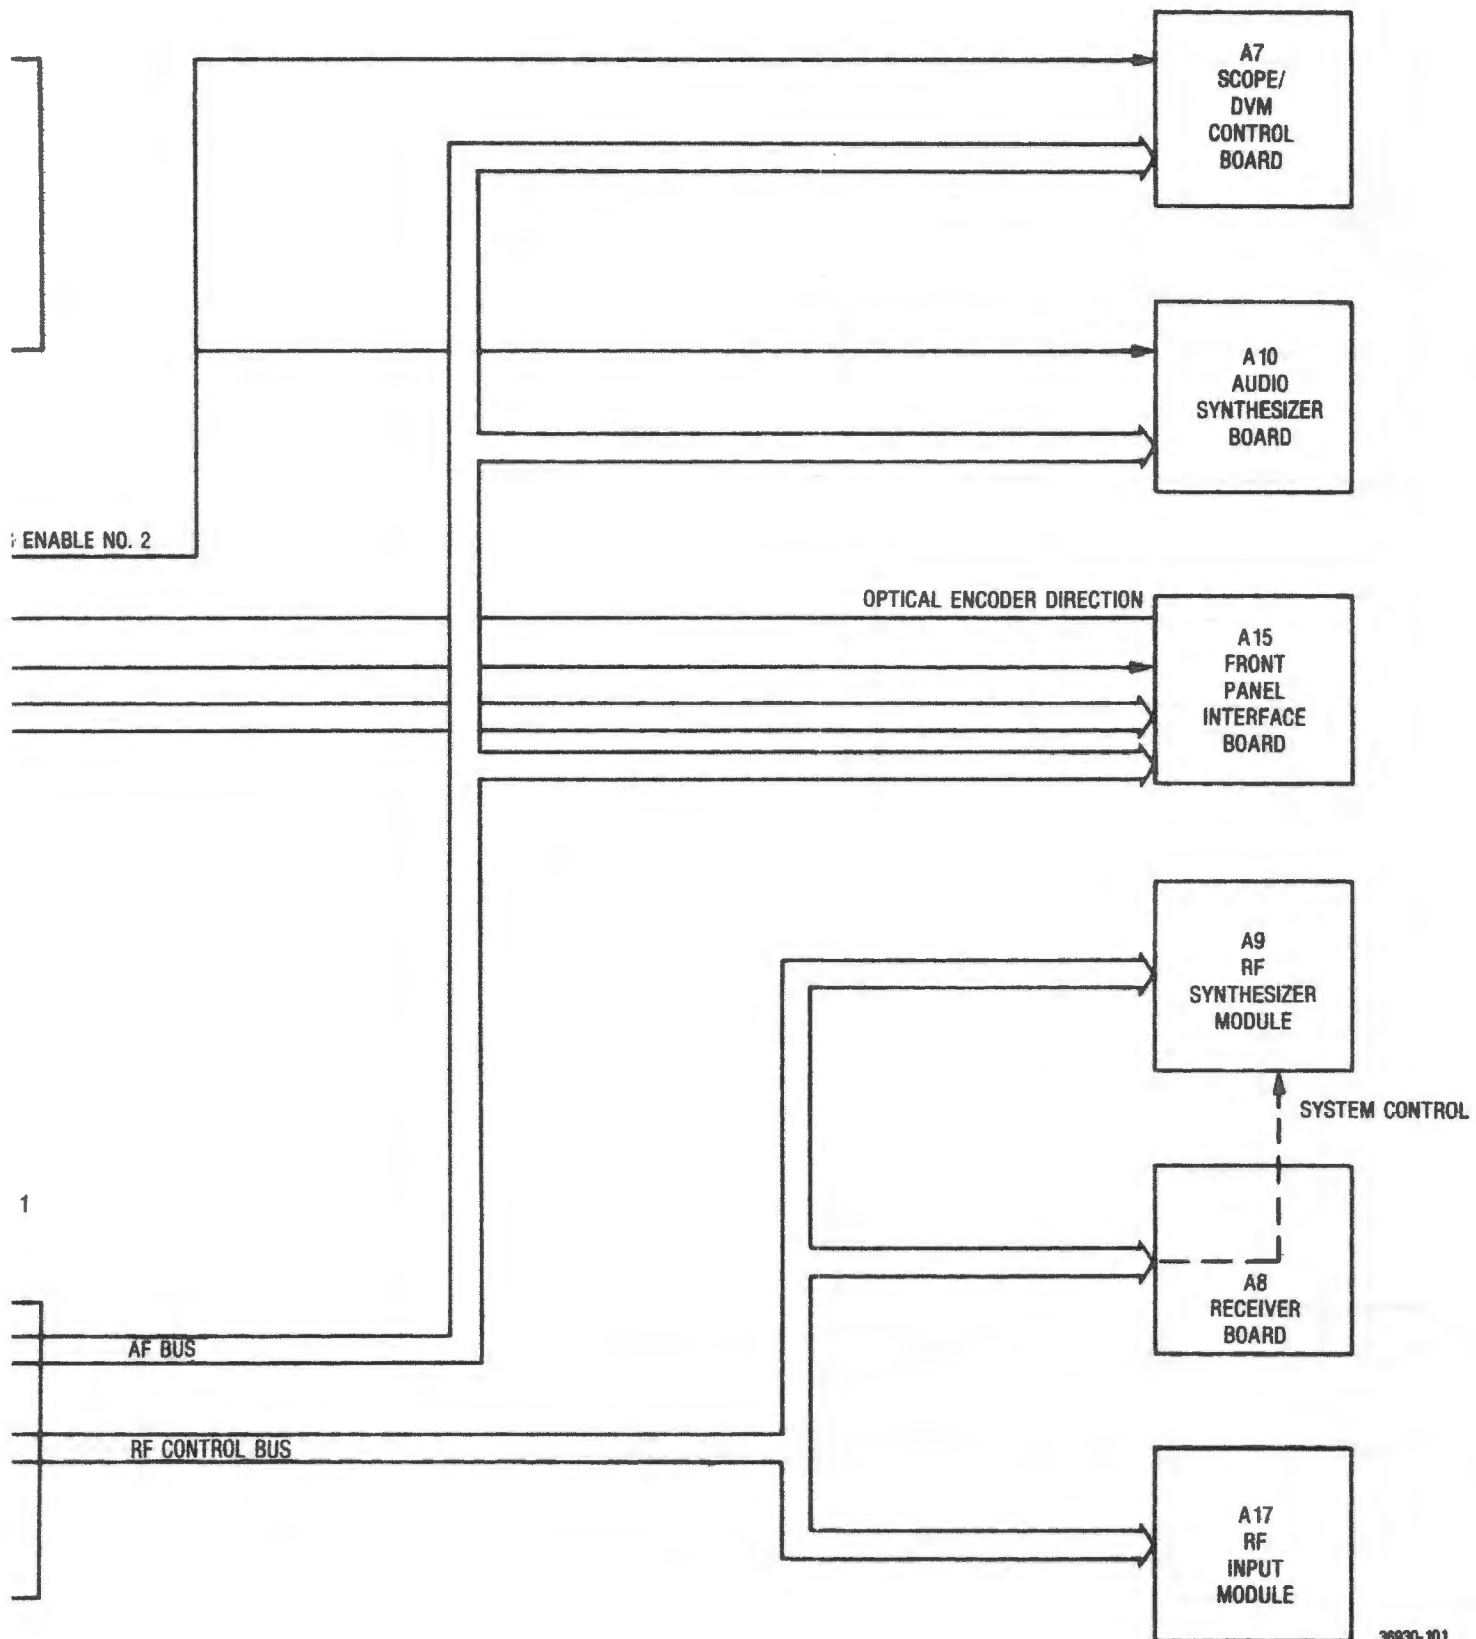 A7
SCOPE/
DVM
CONTROL
BOARD
A10
AUDIO
SYNTHESIZER
BOARD
ENABLE NO. 2
OPTICAL ENCODER DIRECTION
A15
FRONT
PANEL
INTERFACE
BOARD
A9
RF
SYNTHESIZER
MODULE
SYSTEM CONTROL
1
A8
RECEIVER
BOARD
AF BUS
RF CONTROL BUS
A17
RF
INPUT
MODULE